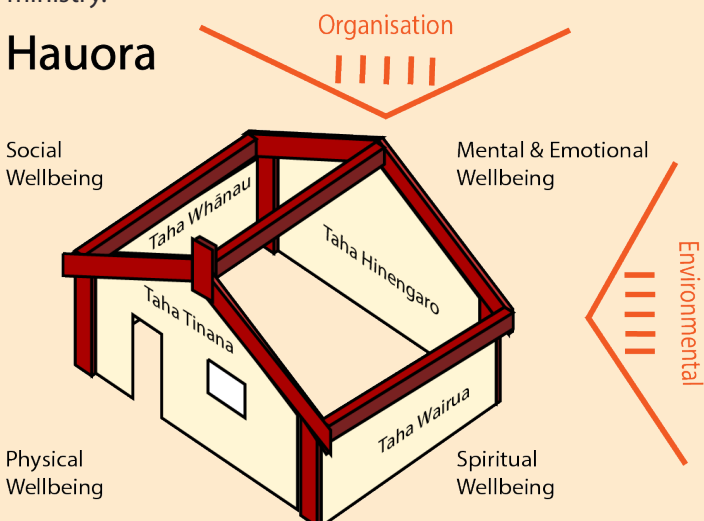 ministry.
Organisation
Hauora
Social
Wellbeing
Mental & Emotional
Wellbeing
Taha Whānau
Taha Hinengaro
Taha Tinana
Taha Wairua
Environmental
Physical
Wellbeing
Spiritual
Wellbeing